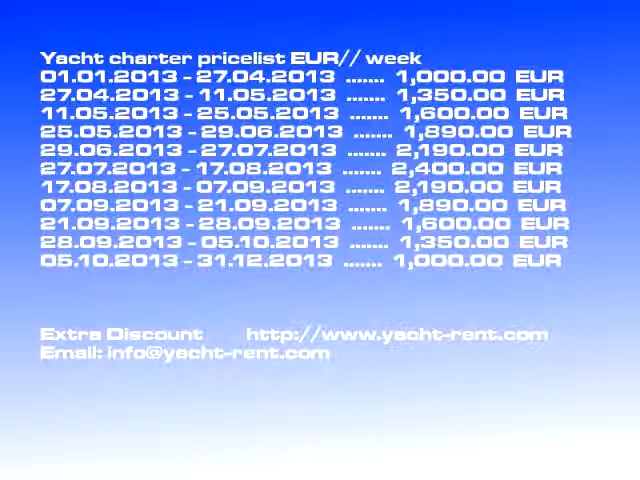 Yacht charter pricelist EUR// week
01.01.2013 - 27.04.2013 ....... 1,000.00 EUR
27.04.2013 - 11.05.2013 ....... 1,350.00 EUR
11.05.2013 - 25.05.2013 ....... 1,600.00 EUR
25.05.2013 - 29.06.2013 ....... 1,890.00 EUR
29.06.2013 - 27.07.2013 ....... 2,190.00 EUR
27.07.2013 - 17.08.2013 ....... 2,400.00 EUR
17.08.2013 - 07.09.2013 ....... 2,190.00 EUR
07.09.2013 - 21.09.2013 ....... 1,890.00 EUR
21.09.2013 - 28.09.2013 ....... 1,600.00 EUR
28.09.2013 - 05.10.2013 ....... 1,350.00 EUR
05.10.2013 - 31.12.2013 ....... 1,000.00 EUR
Extra Discount http://www.yacht-rent.com
Email: info@yacht-rent.com